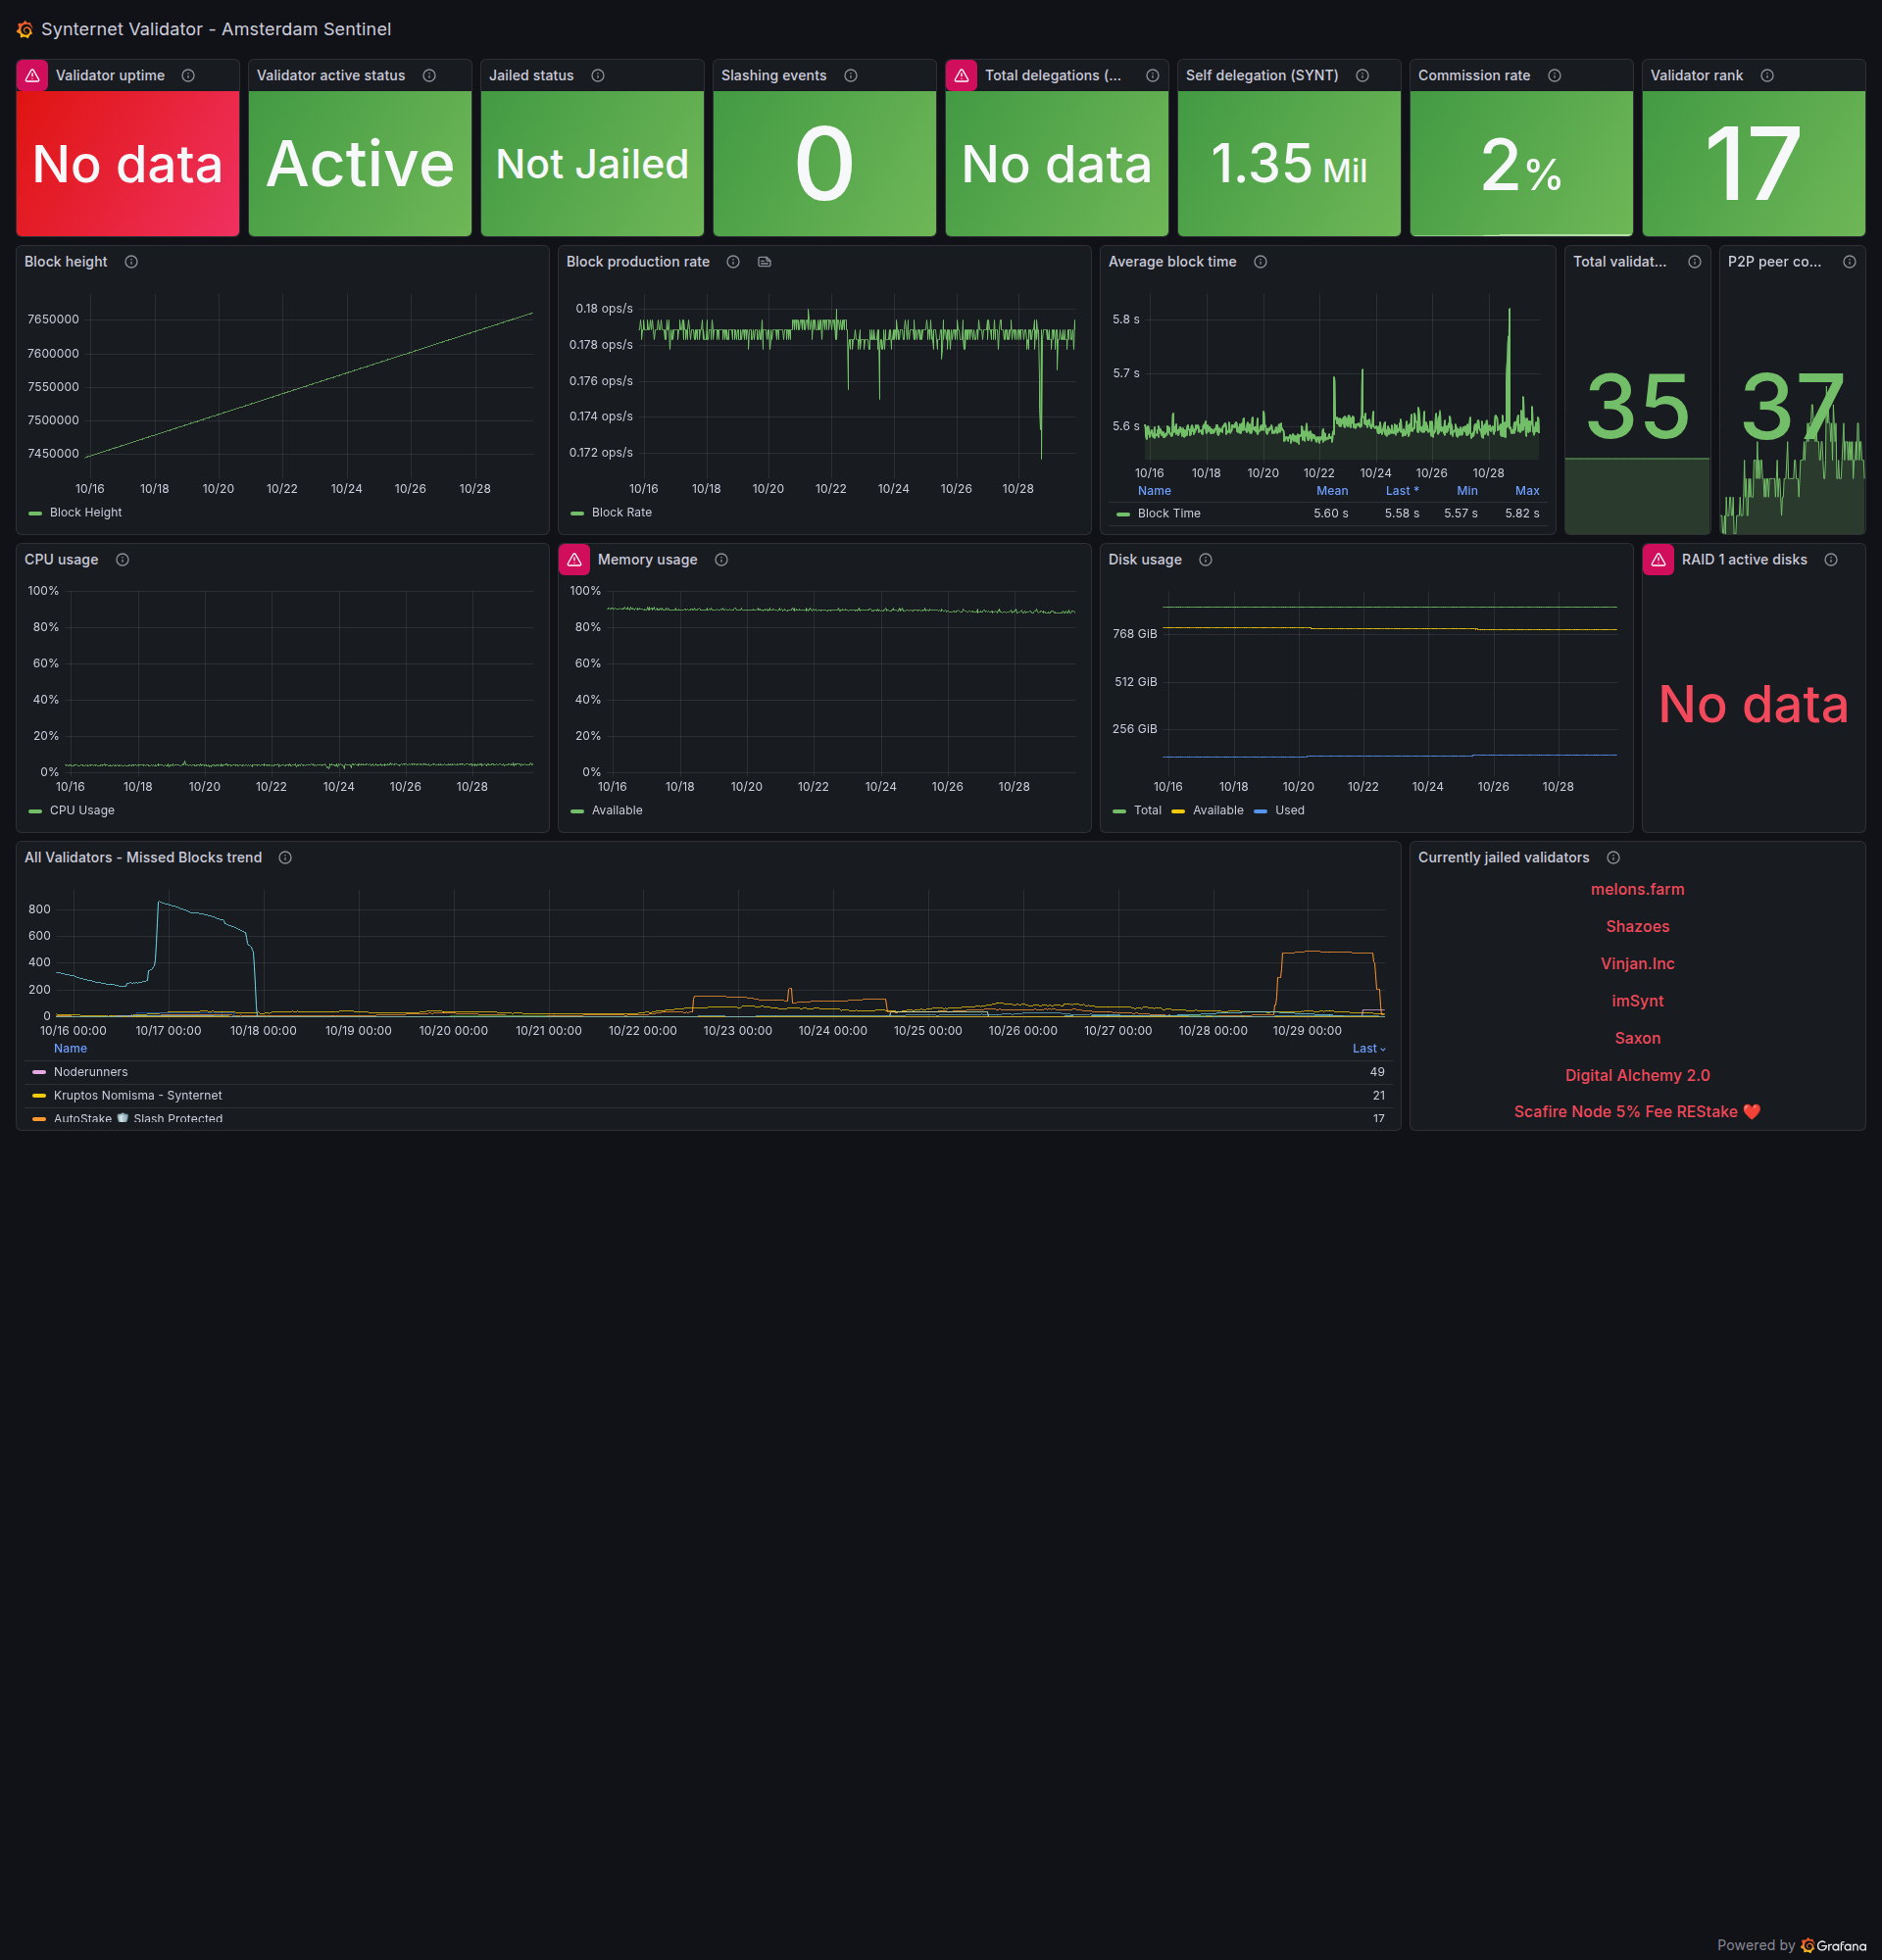 Synternet Validator - Amsterdam Sentinel
Validator uptime
No data
Validator active status
Active
Jailed status
Not Jailed
Slashing events
0
Total delegations (...
No data
Self delegation (SYNT)
1.35 Mil
Commission rate
2%
Validator rank
17
Block height
7650000
7600000
7550000
7500000
7450000
10/16 10/18 10/20 10/22 10/24 10/26 10/28
Block Height
Block production rate
0.18 ops/s
0.178 ops/s
0.176 ops/s
0.174 ops/s
0.172 ops/s
10/16 10/18 10/20 10/22 10/24 10/26 10/28
Block Rate
Average block time
5.8 s
5.7 s
5.6 s
10/16 10/18 10/20 10/22 10/24 10/26 10/28
Name Mean Last * Min Max
Block TIme 5.60 s 5.58 s 5.57 s 5.82 s
Total validat...
35
P2P peer co...
37
CPU usage
100%
80%
60%
40%
20%
0%
10/16 10/18 10/20 10/22 10/24 10/26 10/28
CPU Usage
Memory usage
100%
80%
60%
40%
20%
0%
10/16 10/18 10/20 10/22 10/24 10/26 10/28
Available
Disk usage
768 GiB
512 GiB
256 GiB
10/16 10/18 10/20 10/22 10/24 10/26 10/28
Total Available Used
RAID 1 active disks
No data
All Validators - Missed Blocks trend
800
600
400
200
0
10/16 00:00 10/17 00:00 10/18 00:00 10/19 00:00 10/20 00:00 10/21 00:00 10/22 00:00 10/23 00:00 10/24 00:00 10/25 00:00 10/26 00:00 10/27 00:00 10/28 00:00 10/29 00:00
Name Last
Noderunners 49
Kruptos Nomisma - Synternet 21
AutoStake 🛡️ Slash Protected 17
Currently jailed validators
melons.farm
Shazoes
Vinjan.Inc
imSynt
Saxon
Digital Alchemy 2.0
Scafire Node 5% Fee REStake ❤️
Powered by Grafana